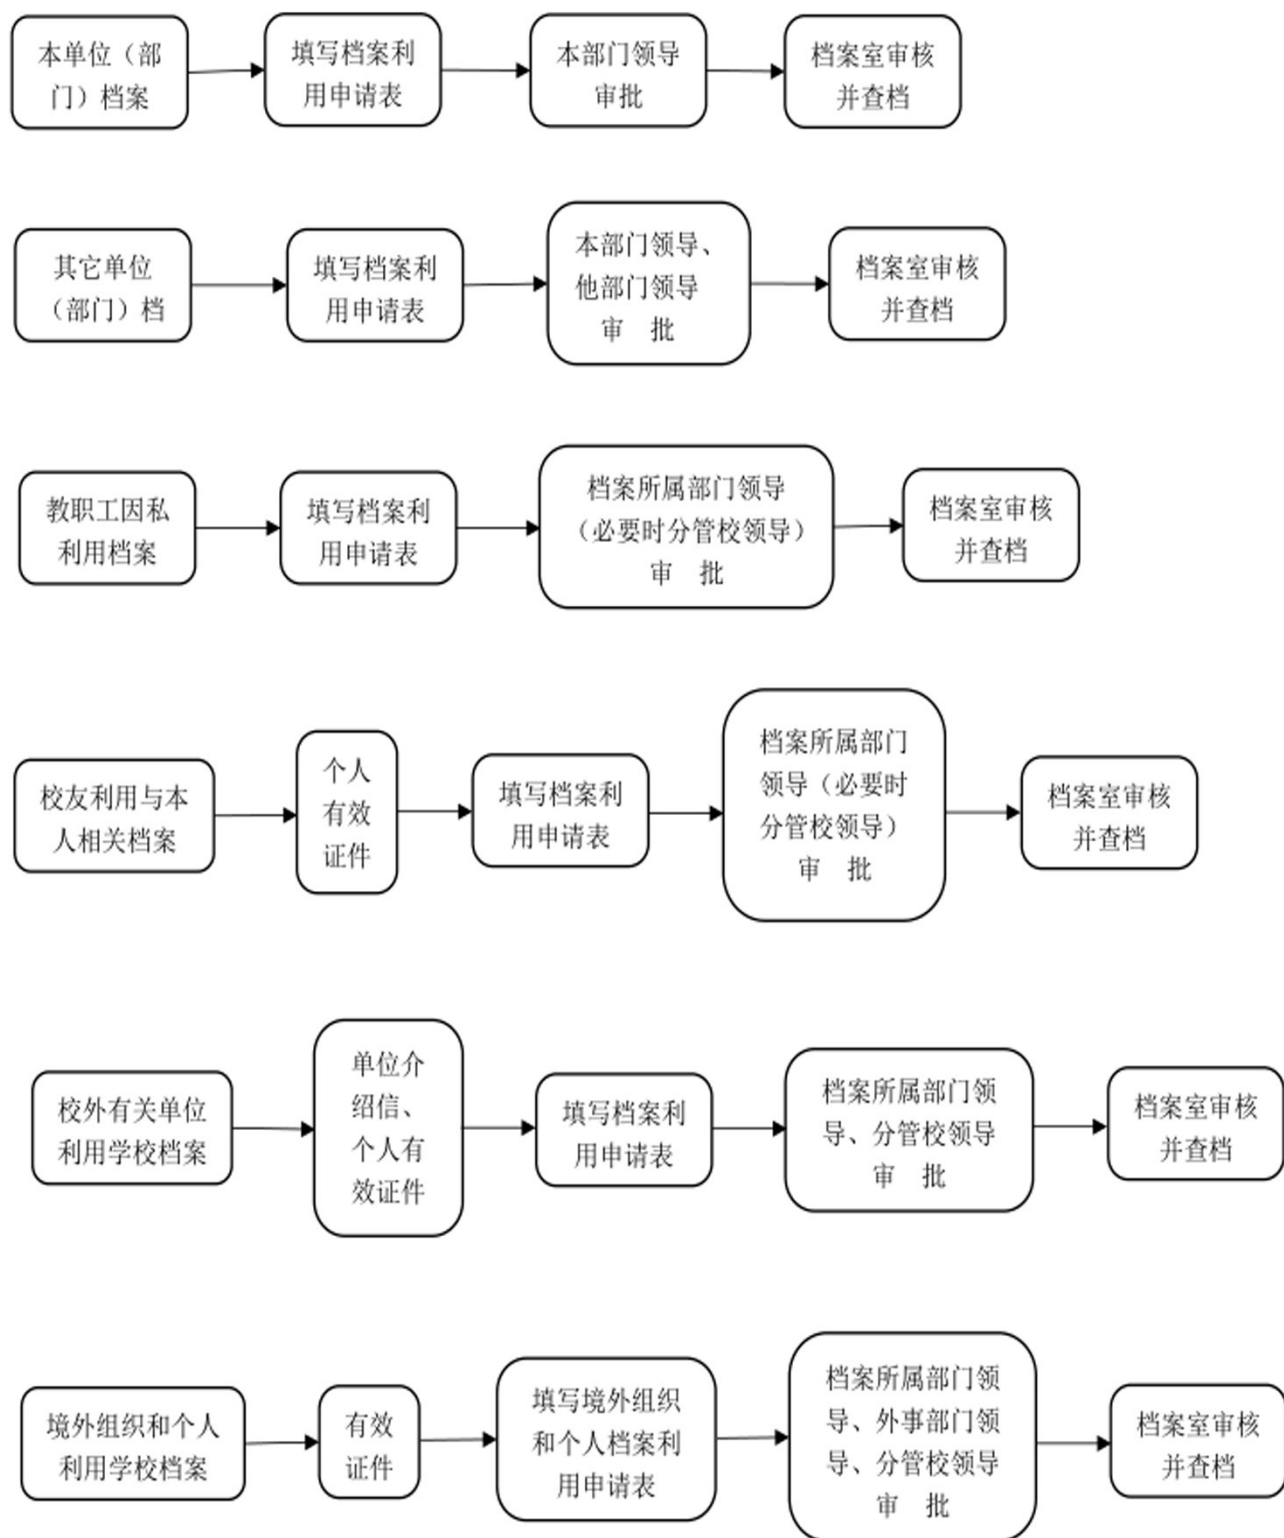 本单位（部
门）档案
填写档案利
用申请表
本部门领导
审批
档案室审核
并查档
其它单位
（部门）档
填写档案利
用申请表
本部门领导、
他部门领导
审 批
档案室审核
并查档
教职工因私
利用档案
填写档案利
用申请表
档案所属部门领导
（必要时分管校领导）
审 批
档案室审核
并查档
校友利用与本
人相关档案
个人
有效
证件
填写档案利
用申请表
档案所属部门
领导（必要时
分管校领导）
审 批
档案室审核
并查档
校外有关单位
利用学校档案
单位介
绍信、
个人有
效证件
填写档案利
用申请表
档案所属部门领
导、分管校领导
审 批
档案室审核
并查档
境外组织和个人
利用学校档案
有效
证件
填写境外组织
和个人档案利
用申请表
档案所属部门领
导、外事部门领
导、分管校领导
审 批
档案室审核
并查档